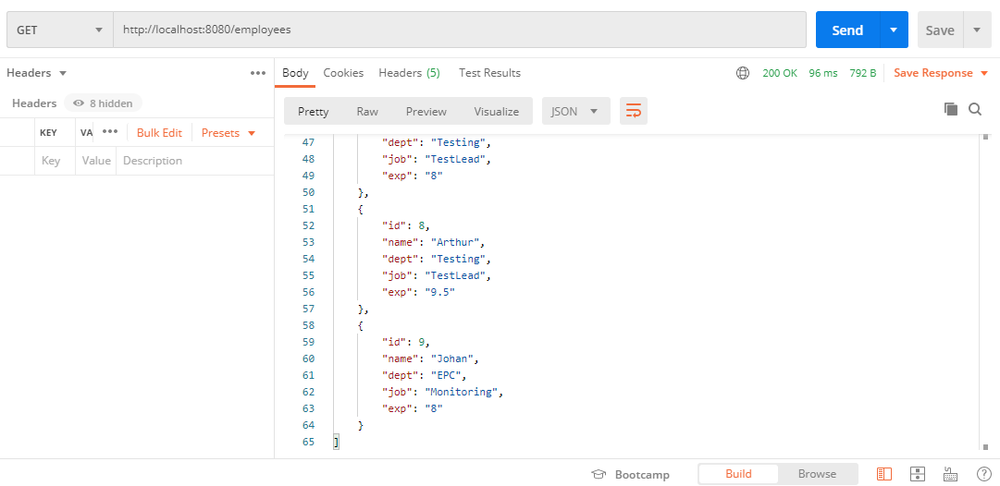 GET http://localhost:8080/employees Send Save
Headers Body Cookies Headers (5) Test Results 200 OK 96 ms 792 B Save Response
Headers 8 hidden Pretty Raw Preview Visualize JSON
KEY VA Bulk Edit Presets
Key Value Description
47 "dept": "Testing",
48 "job": "TestLead",
49 "exp": "8"
50 },
51 {
52 "id": 8,
53 "name": "Arthur",
54 "dept": "Testing",
55 "job": "TestLead",
56 "exp": "9.5"
57 },
58 {
59 "id": 9,
60 "name": "Johan",
61 "dept": "EPC",
62 "job": "Monitoring",
63 "exp": "8"
64 }
65 ]
Bootcamp Build Browse ?